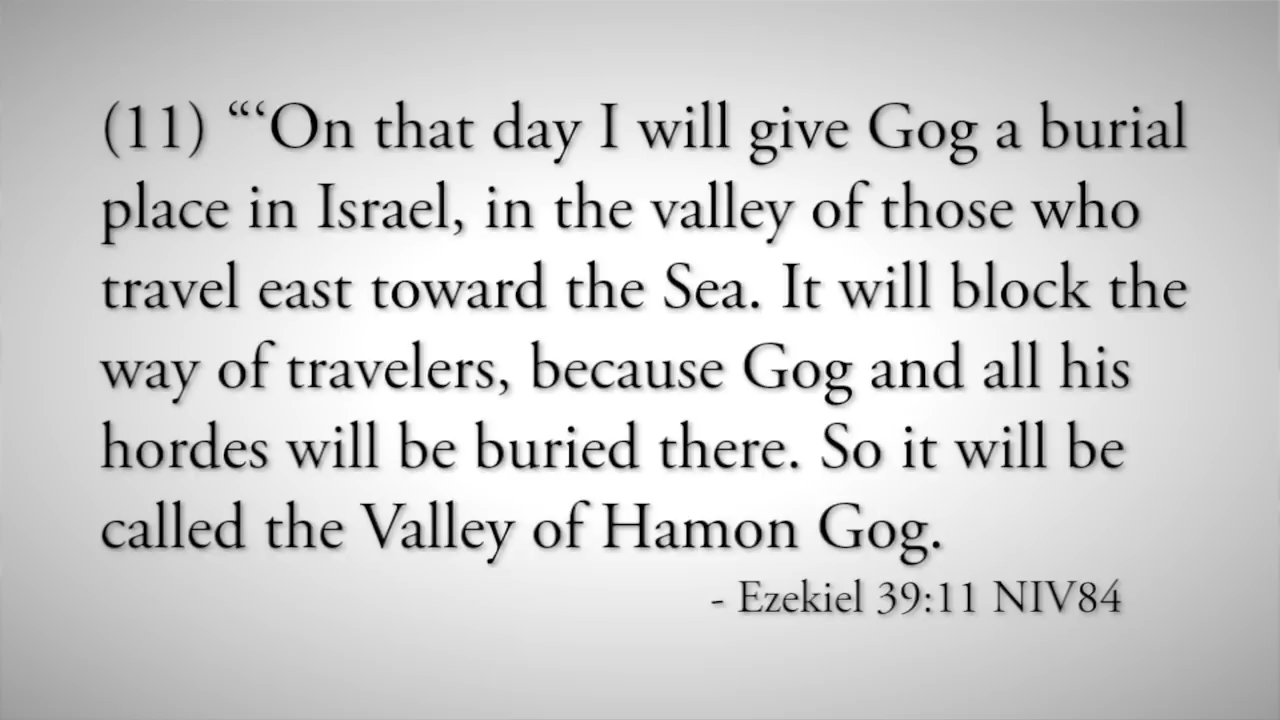 (11) “‘On that day I will give Gog a burial
place in Israel, in the valley of those who
travel east toward the Sea. It will block the
way of travelers, because Gog and all his
hordes will be buried there. So it will be
called the Valley of Hamon Gog.
- Ezekiel 39:11 NIV84